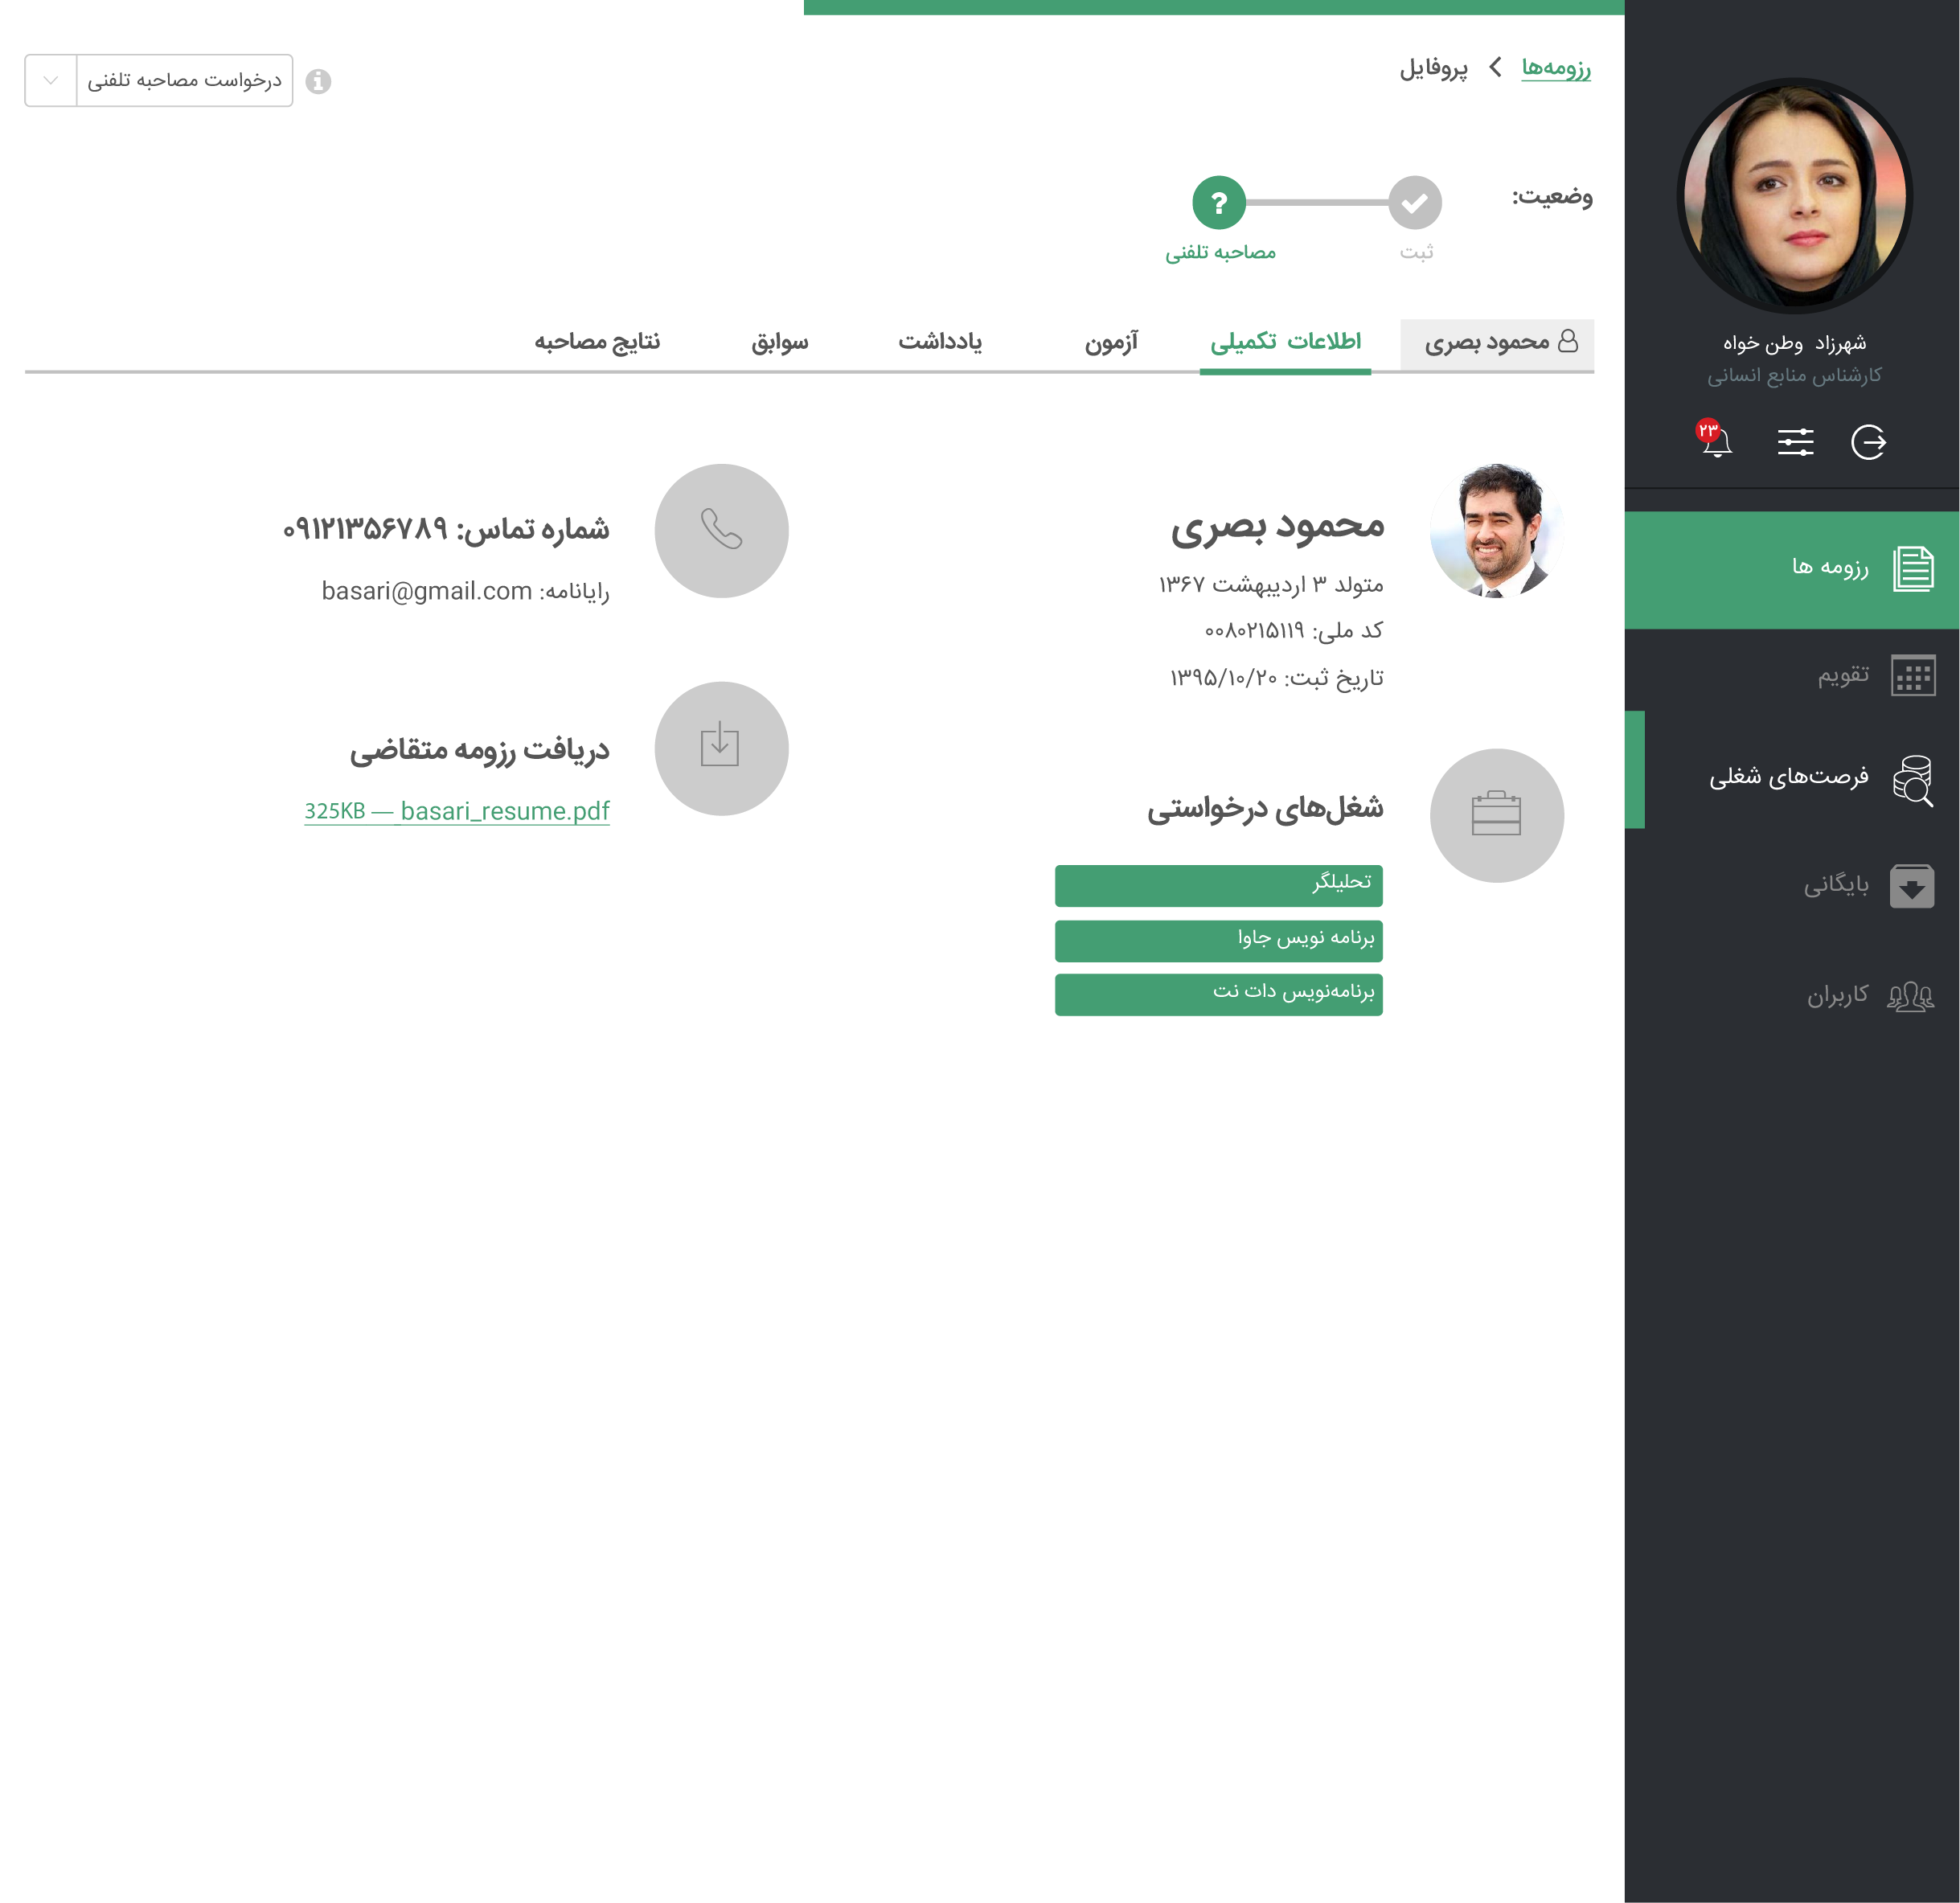 شهرزاد وطن خواه
کارشناس منابع انسانی
۲۳
رزومه ها
تقویم
فرصت‌های شغلی
بایگانی
کاربران
رزومه‌ها
پروفایل
درخواست مصاحبه تلفنی
وضعیت:
ثبت
?
مصاحبه تلفنی
محمود بصری
اطلاعات تکمیلی
آزمون
یادداشت
سوابق
نتایج مصاحبه
محمود بصری
متولد ۳ اردیبهشت ۱۳۶۷
کد ملی: ۰۰۸۰۲۱۵۱۱۹
تاریخ ثبت: ۱۳۹۵/۱۰/۲۰
شغل‌های درخواستی
تحلیلگر
برنامه نویس جاوا
برنامه‌نویس دات نت
شماره تماس: ۰۹۱۲۱۳۵۶۷۸۹
رایانامه: basari@gmail.com
دریافت رزومه متقاضی
325KB — basari_resume.pdf